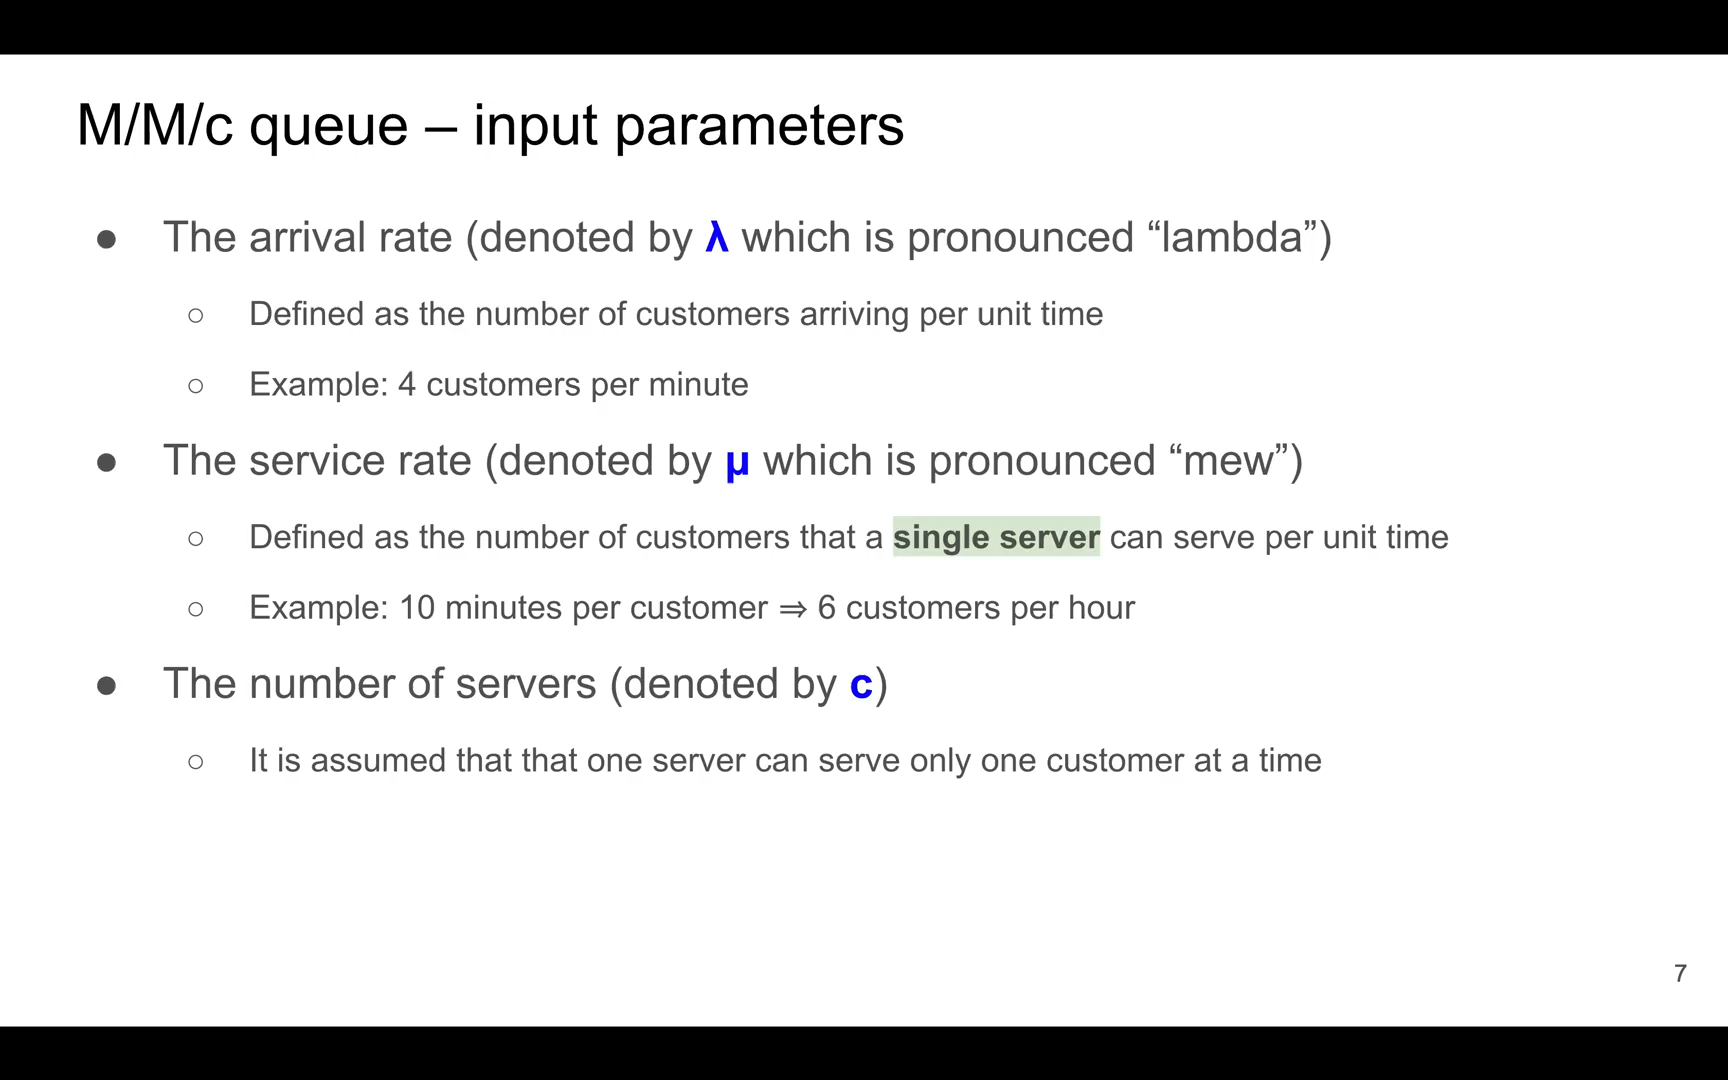 M/M/c queue – input parameters
● The arrival rate (denoted by λ which is pronounced “lambda”)
○ Defined as the number of customers arriving per unit time
○ Example: 4 customers per minute
● The service rate (denoted by μ which is pronounced “mew”)
○ Defined as the number of customers that a single server can serve per unit time
○ Example: 10 minutes per customer ⇒ 6 customers per hour
● The number of servers (denoted by c)
○ It is assumed that that one server can serve only one customer at a time
7